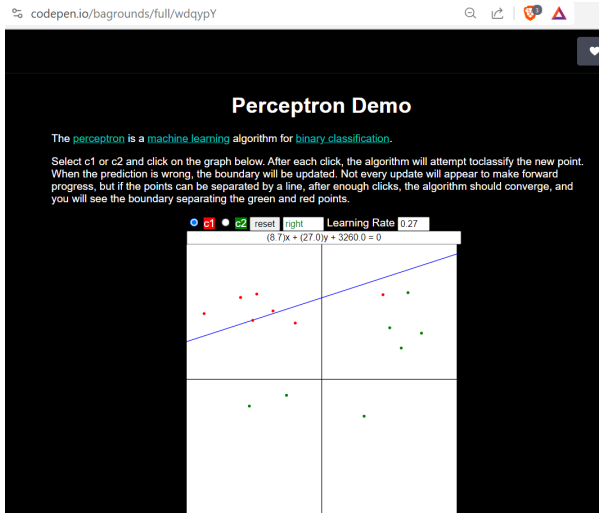 codepen.io/bagrounds/full/wdqypY
Perceptron Demo
The perceptron is a machine learning algorithm for binary classification.
Select c1 or c2 and click on the graph below. After each click, the algorithm will attempt toclassify the new point.
When the prediction is wrong, the boundary will be updated. Not every update will appear to make forward
progress, but if the points can be separated by a line, after enough clicks, the algorithm should converge, and
you will see the boundary separating the green and red points.
c1 c2 reset right Learning Rate 0.27
(8.7)x + (27.0)y + 3260.0 = 0